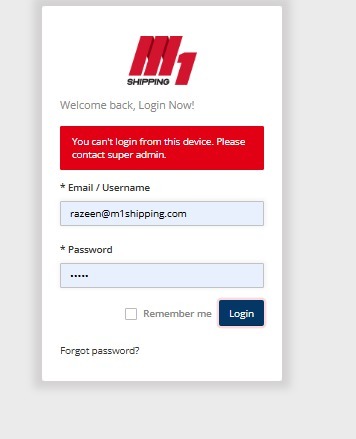 M1
SHIPPING
Welcome back, Login Now!
You can't login from this device. Please
contact super admin.
* Email / Username
razeen@m1shipping.com
* Password
•••••
Remember me
Login
Forgot password?